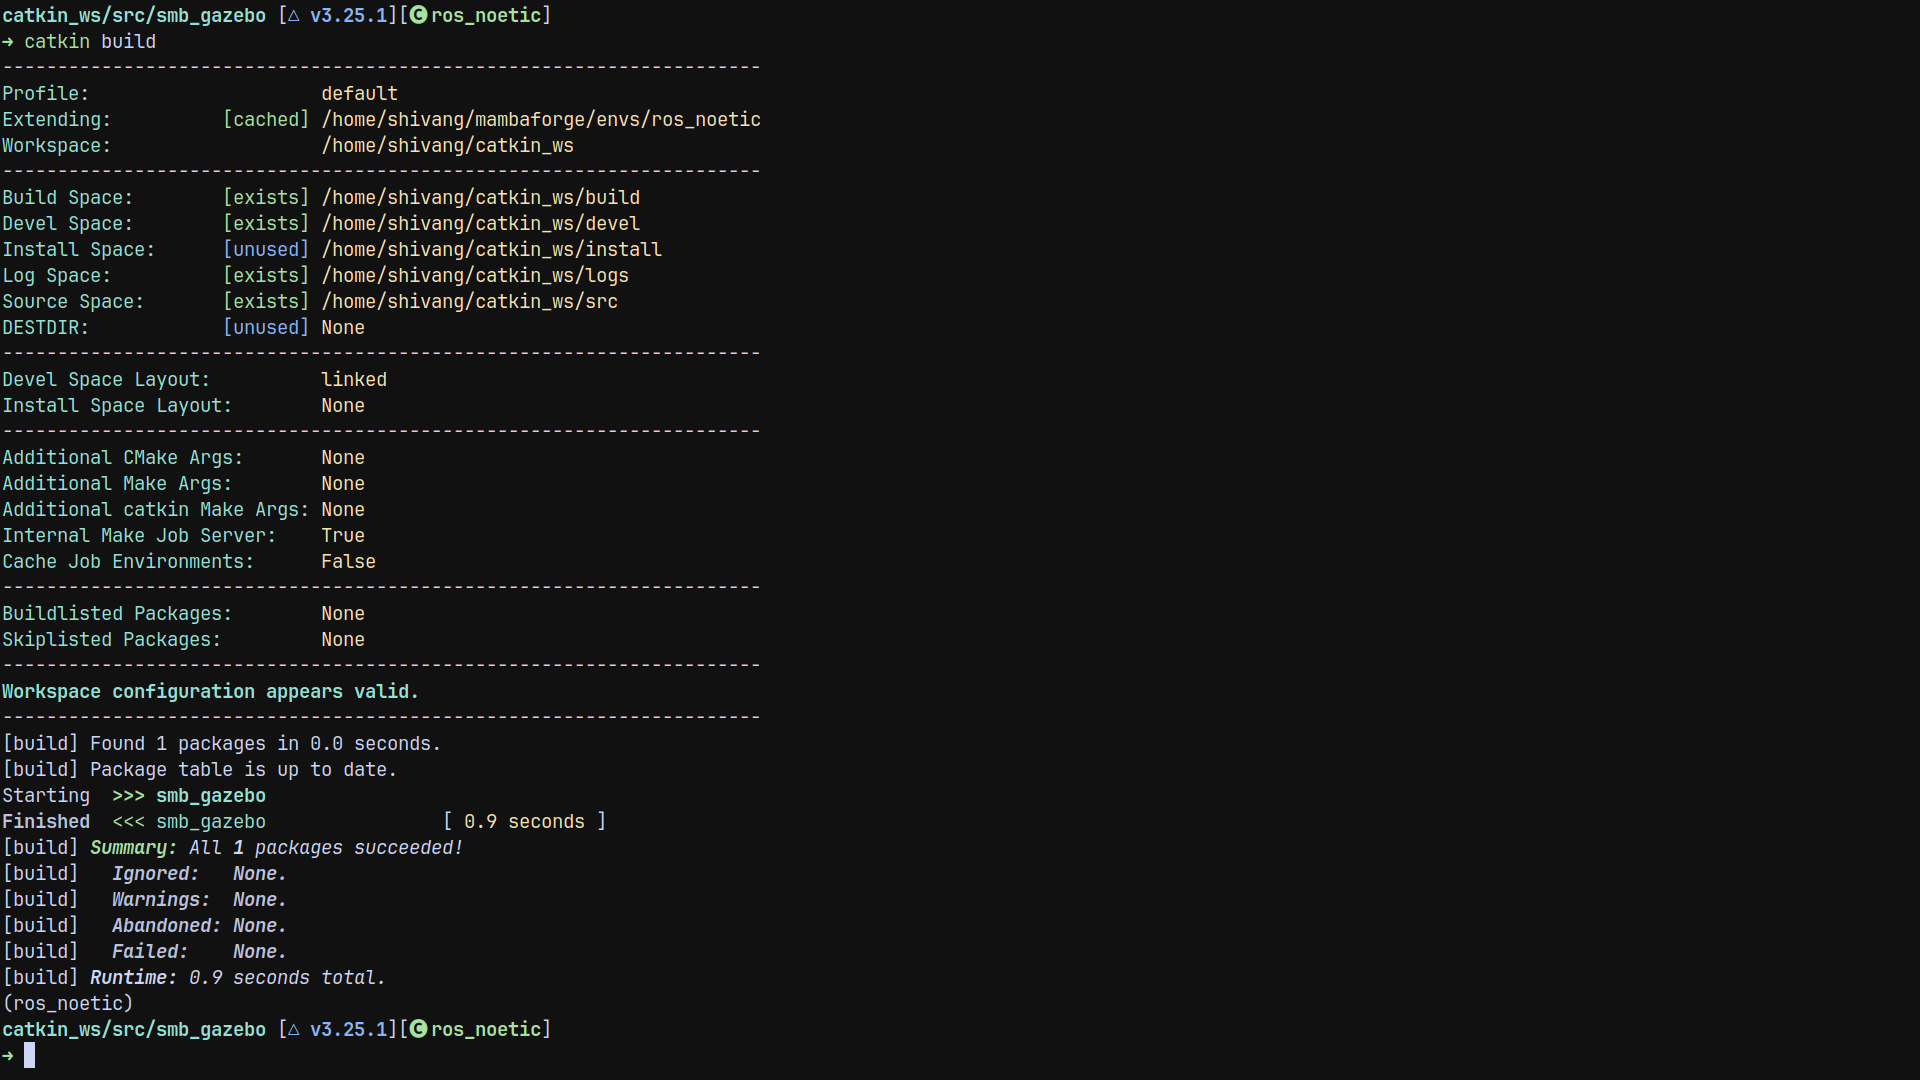 catkin_ws/src/smb_gazebo [△ v3.25.1][🅒 ros_noetic]
➜ catkin build
---------------------------------------------------------------------
Profile:                     default
Extending:          [cached] /home/shivang/mambaforge/envs/ros_noetic
Workspace:                   /home/shivang/catkin_ws
---------------------------------------------------------------------
Build Space:        [exists] /home/shivang/catkin_ws/build
Devel Space:        [exists] /home/shivang/catkin_ws/devel
Install Space:      [unused] /home/shivang/catkin_ws/install
Log Space:          [exists] /home/shivang/catkin_ws/logs
Source Space:       [exists] /home/shivang/catkin_ws/src
DESTDIR:            [unused] None
---------------------------------------------------------------------
Devel Space Layout:          linked
Install Space Layout:        None
---------------------------------------------------------------------
Additional CMake Args:       None
Additional Make Args:        None
Additional catkin Make Args: None
Internal Make Job Server:    True
Cache Job Environments:      False
---------------------------------------------------------------------
Buildlisted Packages:        None
Skiplisted Packages:         None
---------------------------------------------------------------------
Workspace configuration appears valid.
---------------------------------------------------------------------
[build] Found 1 packages in 0.0 seconds.
[build] Package table is up to date.
Starting  >>> smb_gazebo
Finished  <<< smb_gazebo                [ 0.9 seconds ]
[build] Summary: All 1 packages succeeded!
[build]   Ignored:   None.
[build]   Warnings:  None.
[build]   Abandoned: None.
[build]   Failed:    None.
[build] Runtime: 0.9 seconds total.
(ros_noetic)
catkin_ws/src/smb_gazebo [△ v3.25.1][🅒 ros_noetic]
➜